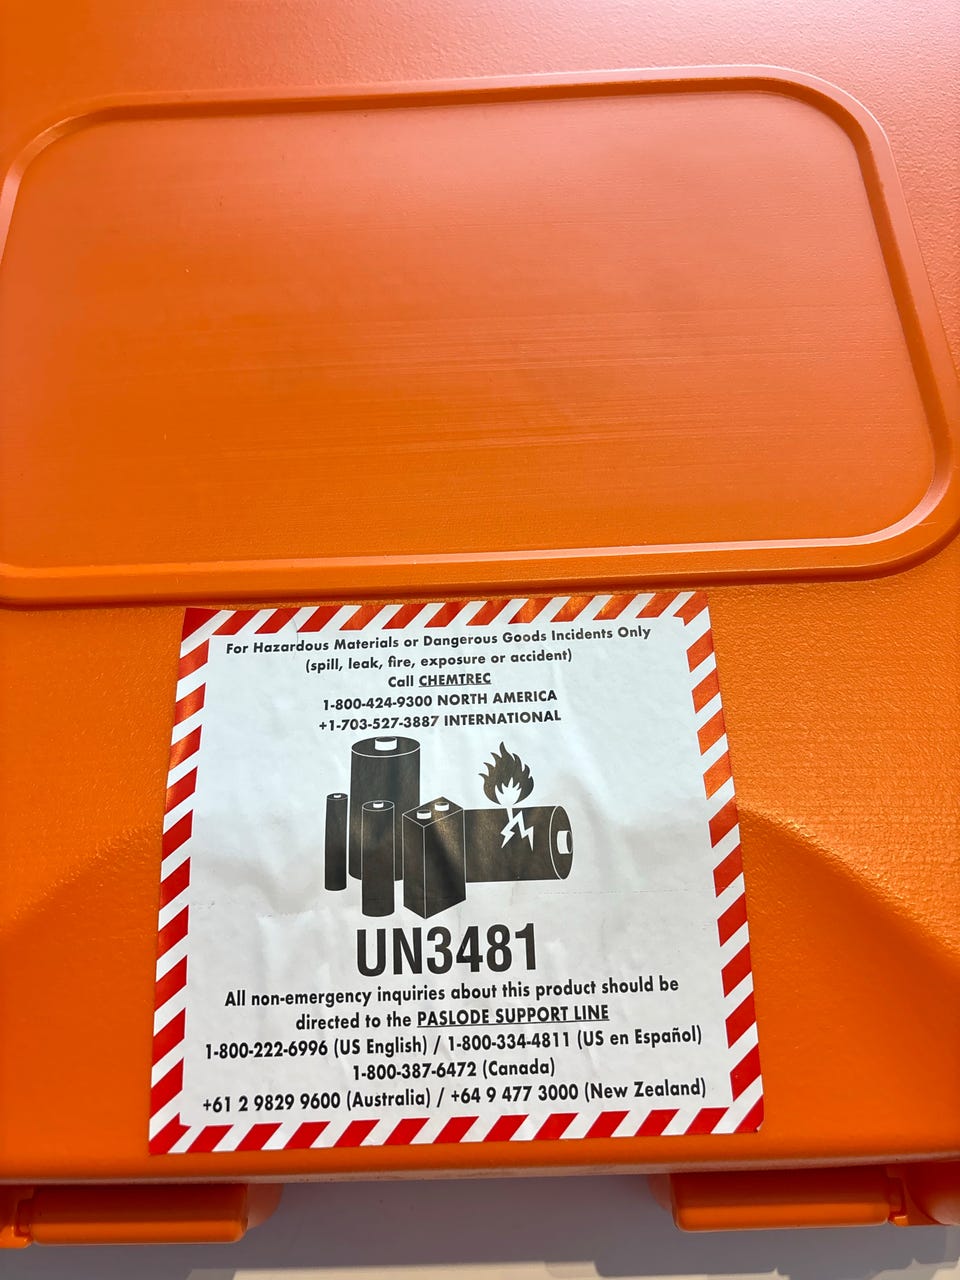 For Hazardous Materials or Dangerous Goods Incidents Only
(spill, leak, fire, exposure or accident)
Call CHEMTREC
1-800-424-9300 NORTH AMERICA
+1-703-527-3887 INTERNATIONAL
UN3481
All non-emergency inquiries about this product should be
directed to the PASLODE SUPPORT LINE
1-800-222-6996 (US English) / 1-800-334-4811 (US en Español)
1-800-387-6472 (Canada)
+61 2 9829 9600 (Australia) / +64 9 477 3000 (New Zealand)